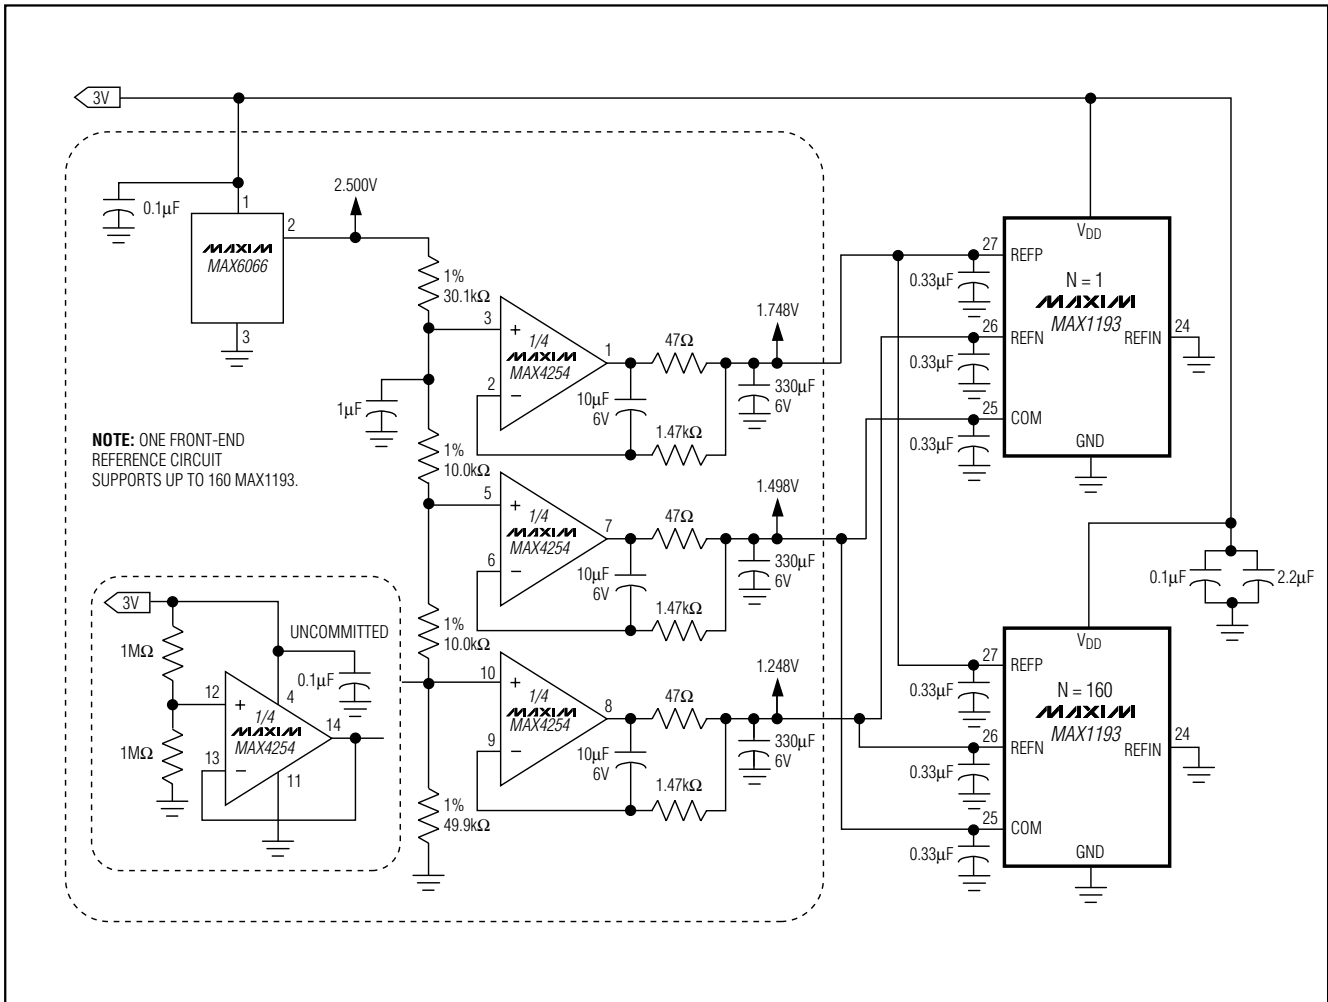 3V
0.1µF
1
2
2.500V
MAXIM
MAX6066
3
1%
30.1kΩ
3
+
1/4
MAXIM
MAX4254
1
2
−
47Ω
10µF
6V
1.47kΩ
1.748V
330µF
6V
1µF
NOTE: ONE FRONT-END
REFERENCE CIRCUIT
SUPPORTS UP TO 160 MAX1193.
1%
10.0kΩ
5
+
1/4
MAXIM
MAX4254
7
6
−
47Ω
10µF
6V
1.47kΩ
1.498V
330µF
6V
1%
10.0kΩ
10
+
1/4
MAXIM
MAX4254
8
9
−
47Ω
10µF
6V
1.47kΩ
1.248V
330µF
6V
1%
49.9kΩ
3V
UNCOMMITTED
1MΩ
0.1µF
12
4
+
1/4
MAXIM
MAX4254
14
1MΩ
13
−
11
VDD
27
REFP
0.33µF
N = 1
MAXIM
MAX1193
26
REFN
REFIN
24
0.33µF
25
COM
0.33µF
GND
0.1µF
2.2µF
VDD
27
REFP
0.33µF
N = 160
MAXIM
MAX1193
26
REFN
REFIN
24
0.33µF
25
COM
0.33µF
GND